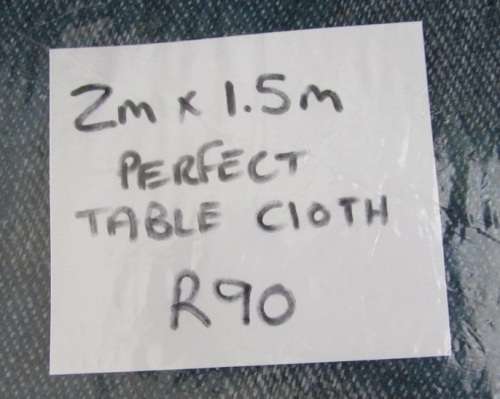 2m x 1.5m
PERFECT
TABLE ClOTH
R90